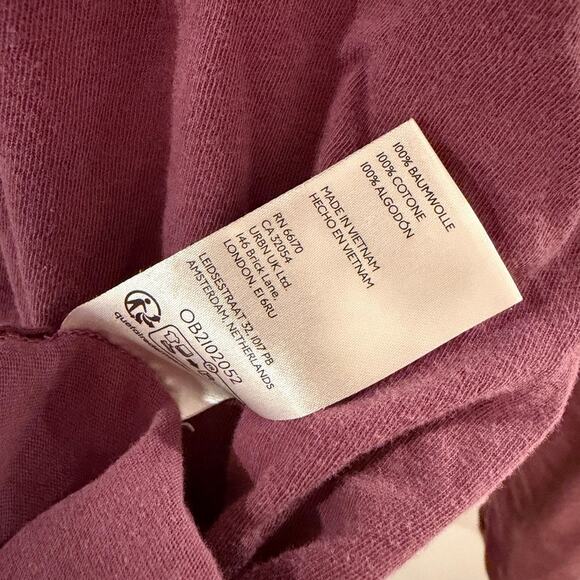 100% BAUMWOLLE
100% COTONE
100% ALGODÓN
MADE IN VIETNAM
HECHO EN VIETNAM
RN 66170
CA 32054
URBN UK Ltd
146 Brick Lane,
LONDON, E1 6RU
LEIDSESTRAAT 32, 1017 PB
AMSTERDAM, NETHERLANDS
OB2102052